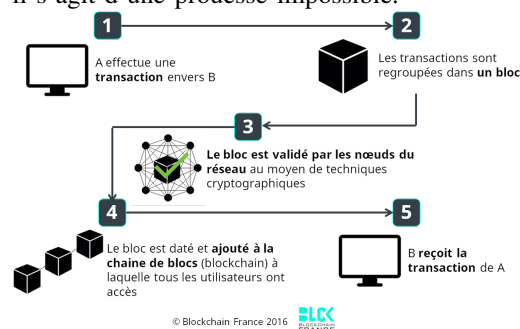 il s'agit d'une prouesse impossible.
1
2
A effectue une
transaction envers B
Les transactions sont
regroupées dans un bloc
3
Le bloc est validé par les nœuds du
réseau au moyen de techniques
cryptographiques
4
5
Le bloc est daté et ajouté à la
chaine de blocs (blockchain) à
laquelle tous les utilisateurs ont
accès
B reçoit la
transaction de A
© Blockchain France 2016
BLCK
BLOCKCHAIN
FRANCE